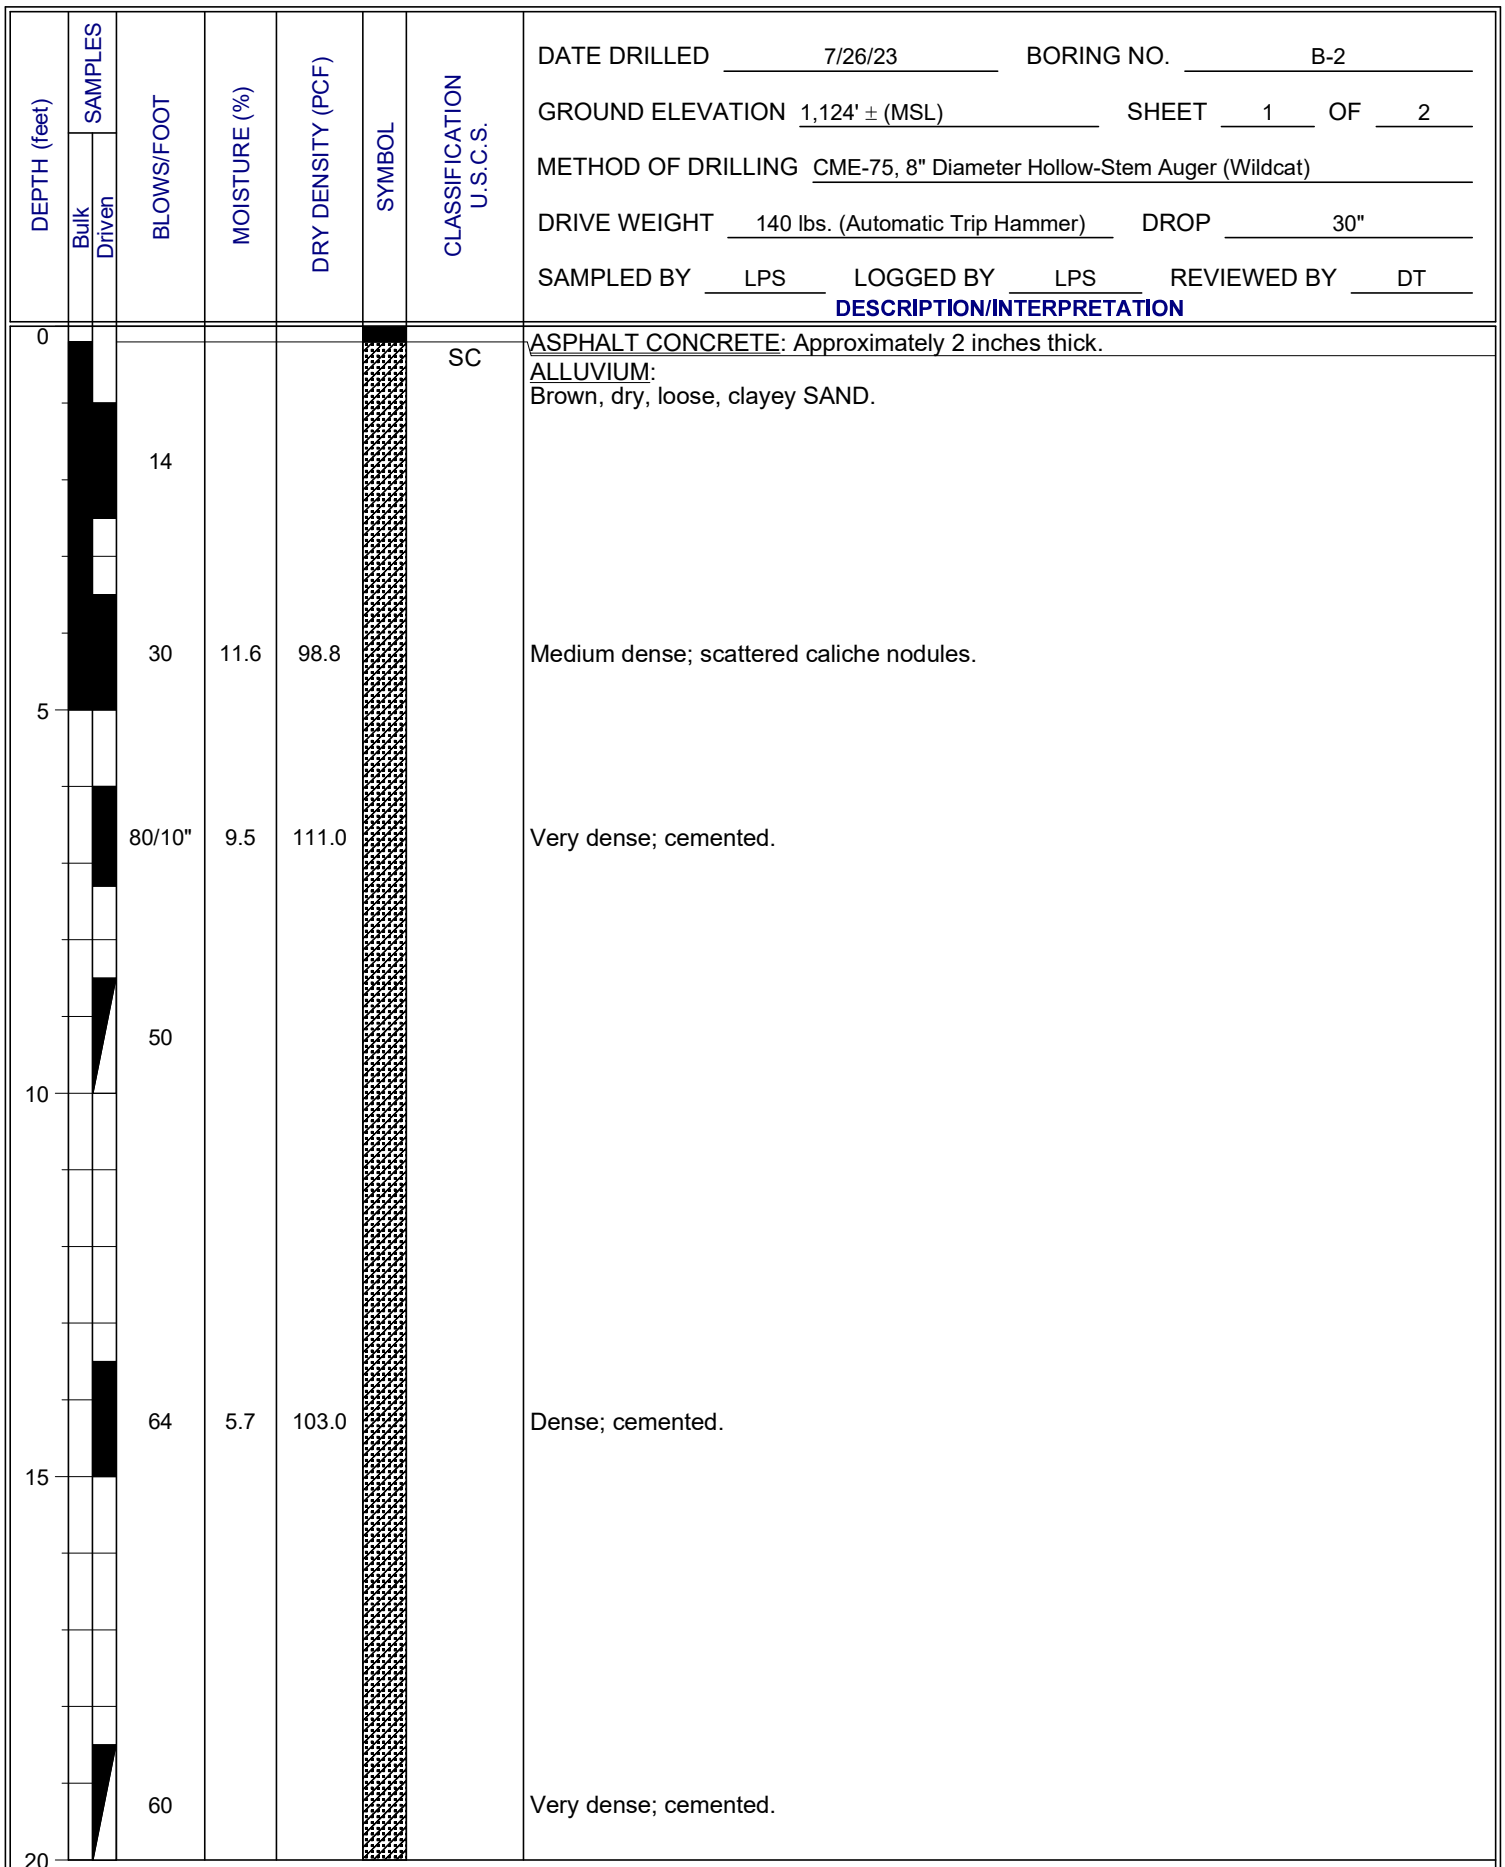 DEPTH (feet)
SAMPLES
Bulk
Driven
BLOWS/FOOT
MOISTURE (%)
DRY DENSITY (PCF)
SYMBOL
CLASSIFICATION
U.S.C.S.
DATE DRILLED 7/26/23 BORING NO. B-2
GROUND ELEVATION 1,124' ± (MSL) SHEET 1 OF 2
METHOD OF DRILLING CME-75, 8" Diameter Hollow-Stem Auger (Wildcat)
DRIVE WEIGHT 140 lbs. (Automatic Trip Hammer) DROP 30"
SAMPLED BY LPS LOGGED BY LPS REVIEWED BY DT
DESCRIPTION/INTERPRETATION
0
ASPHALT CONCRETE: Approximately 2 inches thick.
SC
ALLUVIUM:
Brown, dry, loose, clayey SAND.
14
30 11.6 98.8 Medium dense; scattered caliche nodules.
5
80/10" 9.5 111.0 Very dense; cemented.
50
10
64 5.7 103.0 Dense; cemented.
15
60 Very dense; cemented.
20